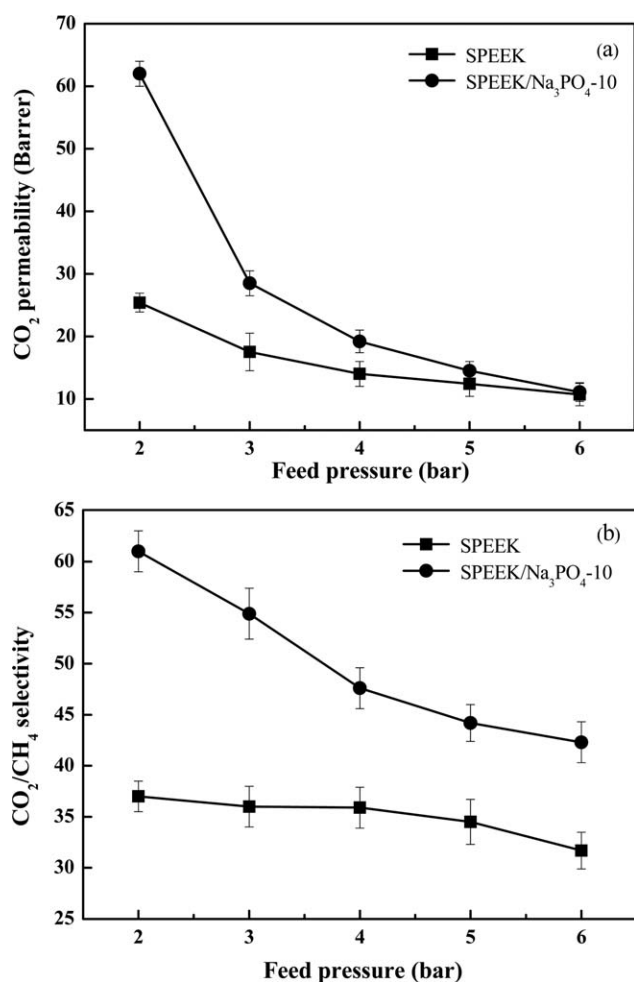 (a)
SPEEK
SPEEK/Na₃PO₄-10
CO₂ permeability (Barrer)
70
60
50
40
30
20
10
2 3 4 5 6
Feed pressure (bar)
(b)
SPEEK
SPEEK/Na₃PO₄-10
CO₂/CH₄ selectivity
65
60
55
50
45
40
35
30
25
2 3 4 5 6
Feed pressure (bar)